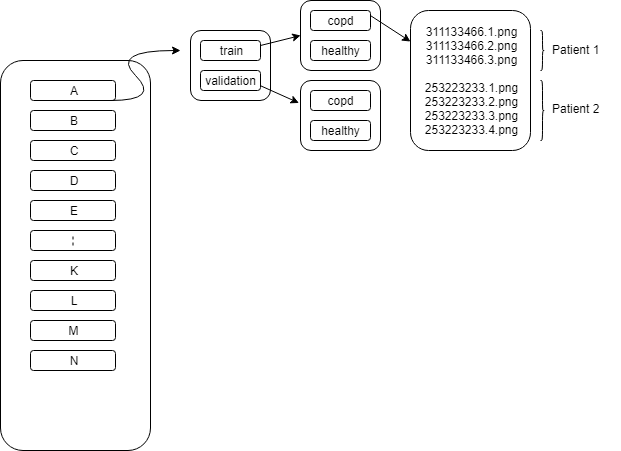 A
B
C
D
E
¦
K
L
M
N
train
validation
copd
healthy
copd
healthy
311133466.1.png
311133466.2.png
311133466.3.png
253223233.1.png
253223233.2.png
253223233.3.png
253223233.4.png
Patient 1
Patient 2